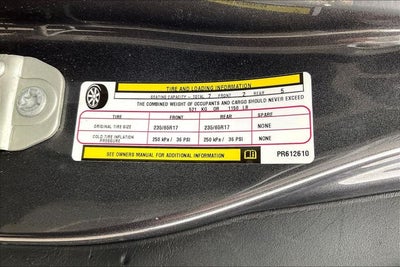 TIRE AND LOADING INFORMATION
SEATING CAPACITY - TOTAL 7 FRONT 2 REAR 5
THE COMBINED WEIGHT OF OCCUPANTS AND CARGO SHOULD NEVER EXCEED
521 KG OR 1150 LB
TIRE FRONT REAR SPARE
ORIGINAL TIRE SIZE 235/65R17 235/65R17 NONE
COLD TIRE INFLATION PRESSURE 250 kPa / 36 PSI 250 kPa / 36 PSI NONE
SEE OWNERS MANUAL FOR ADDITIONAL INFORMATION PR612610